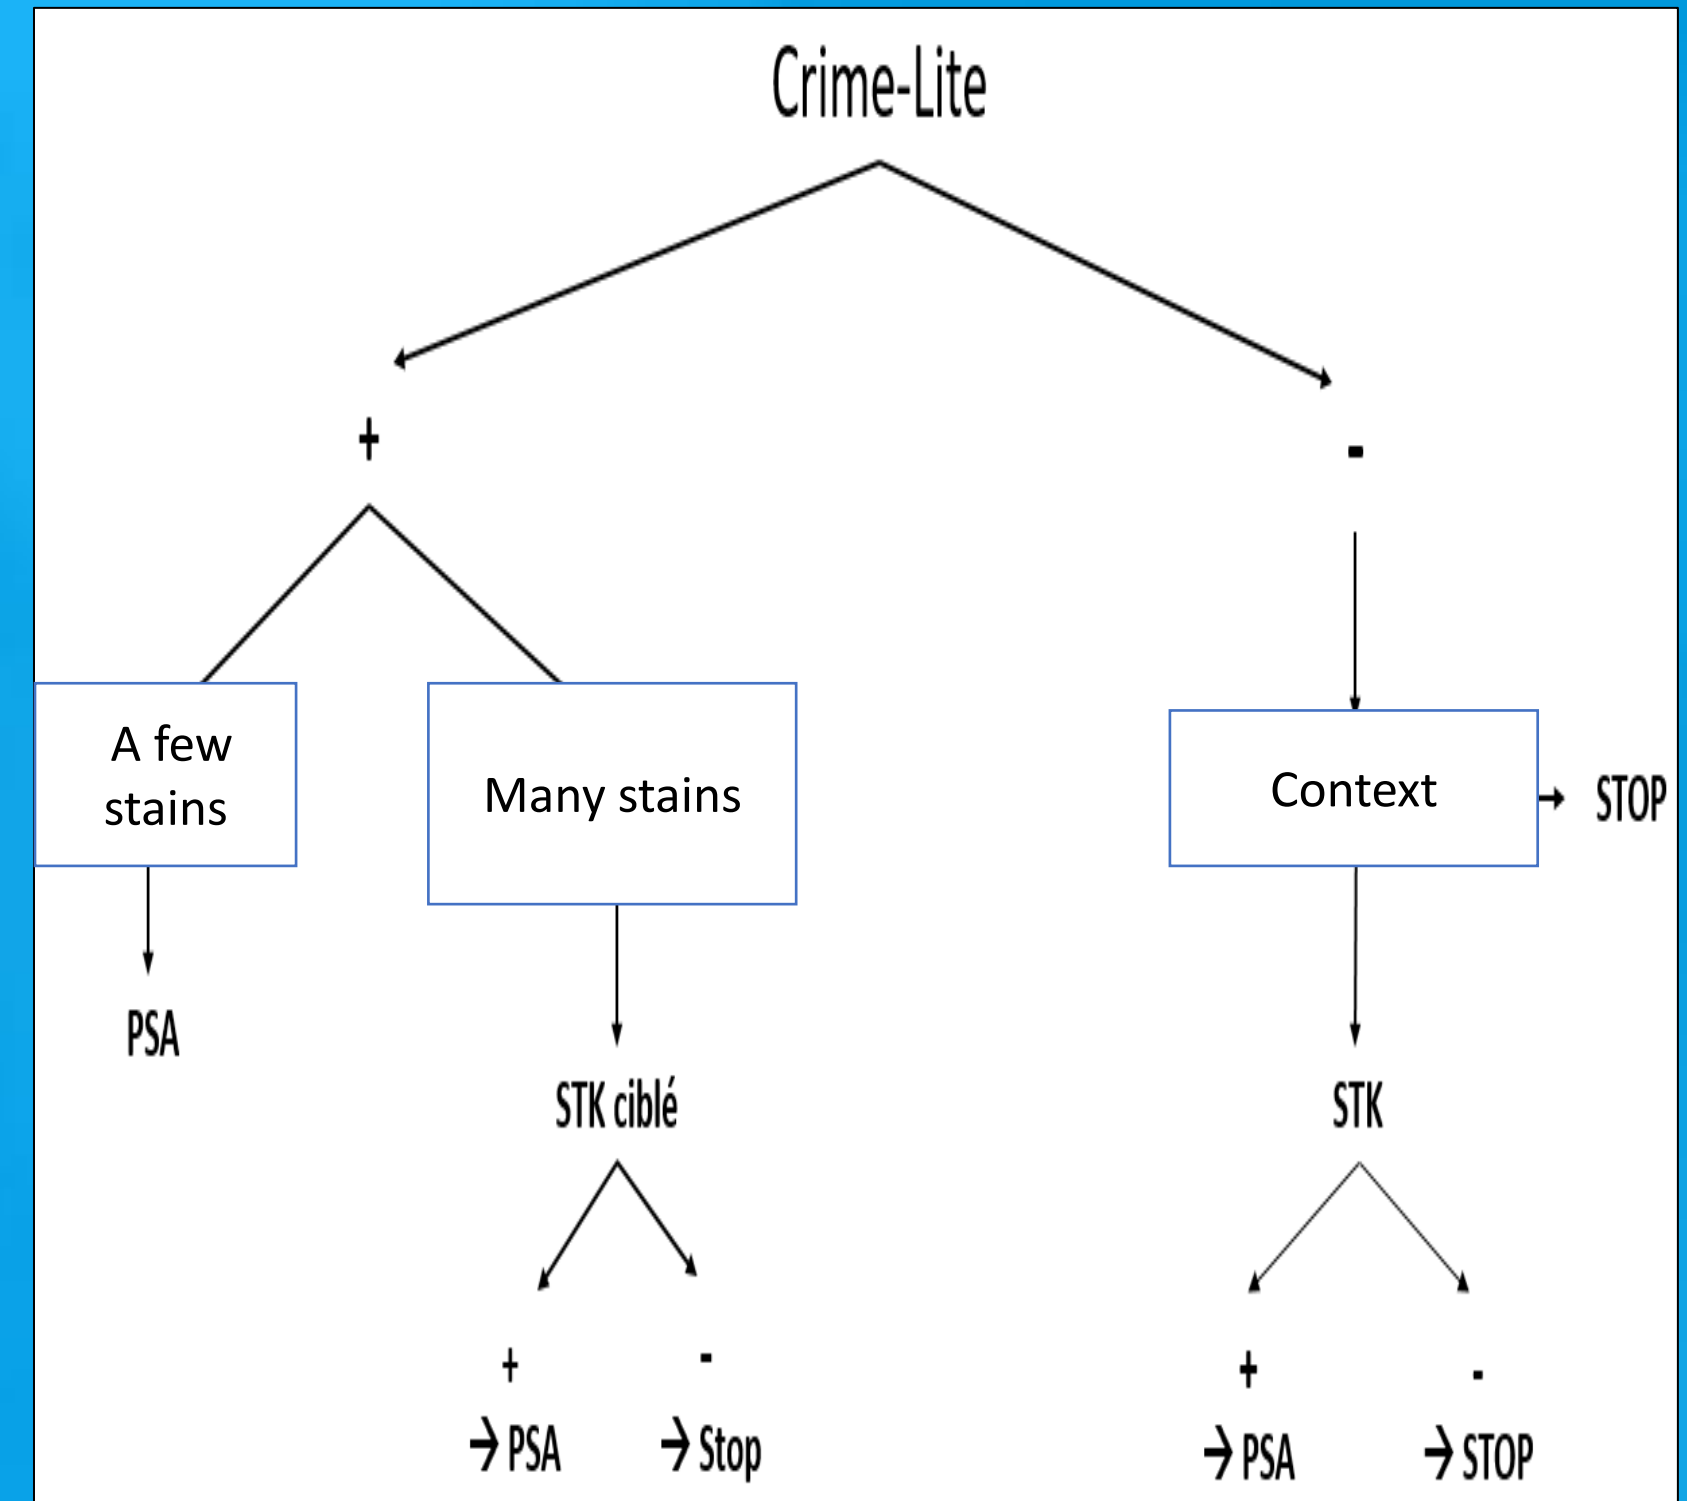 Crime-Lite
+
-
A few
stains
Many stains
Context
→ STOP
PSA
STK ciblé
STK
+
-
+
-
→ PSA
→ Stop
→ PSA
→ STOP